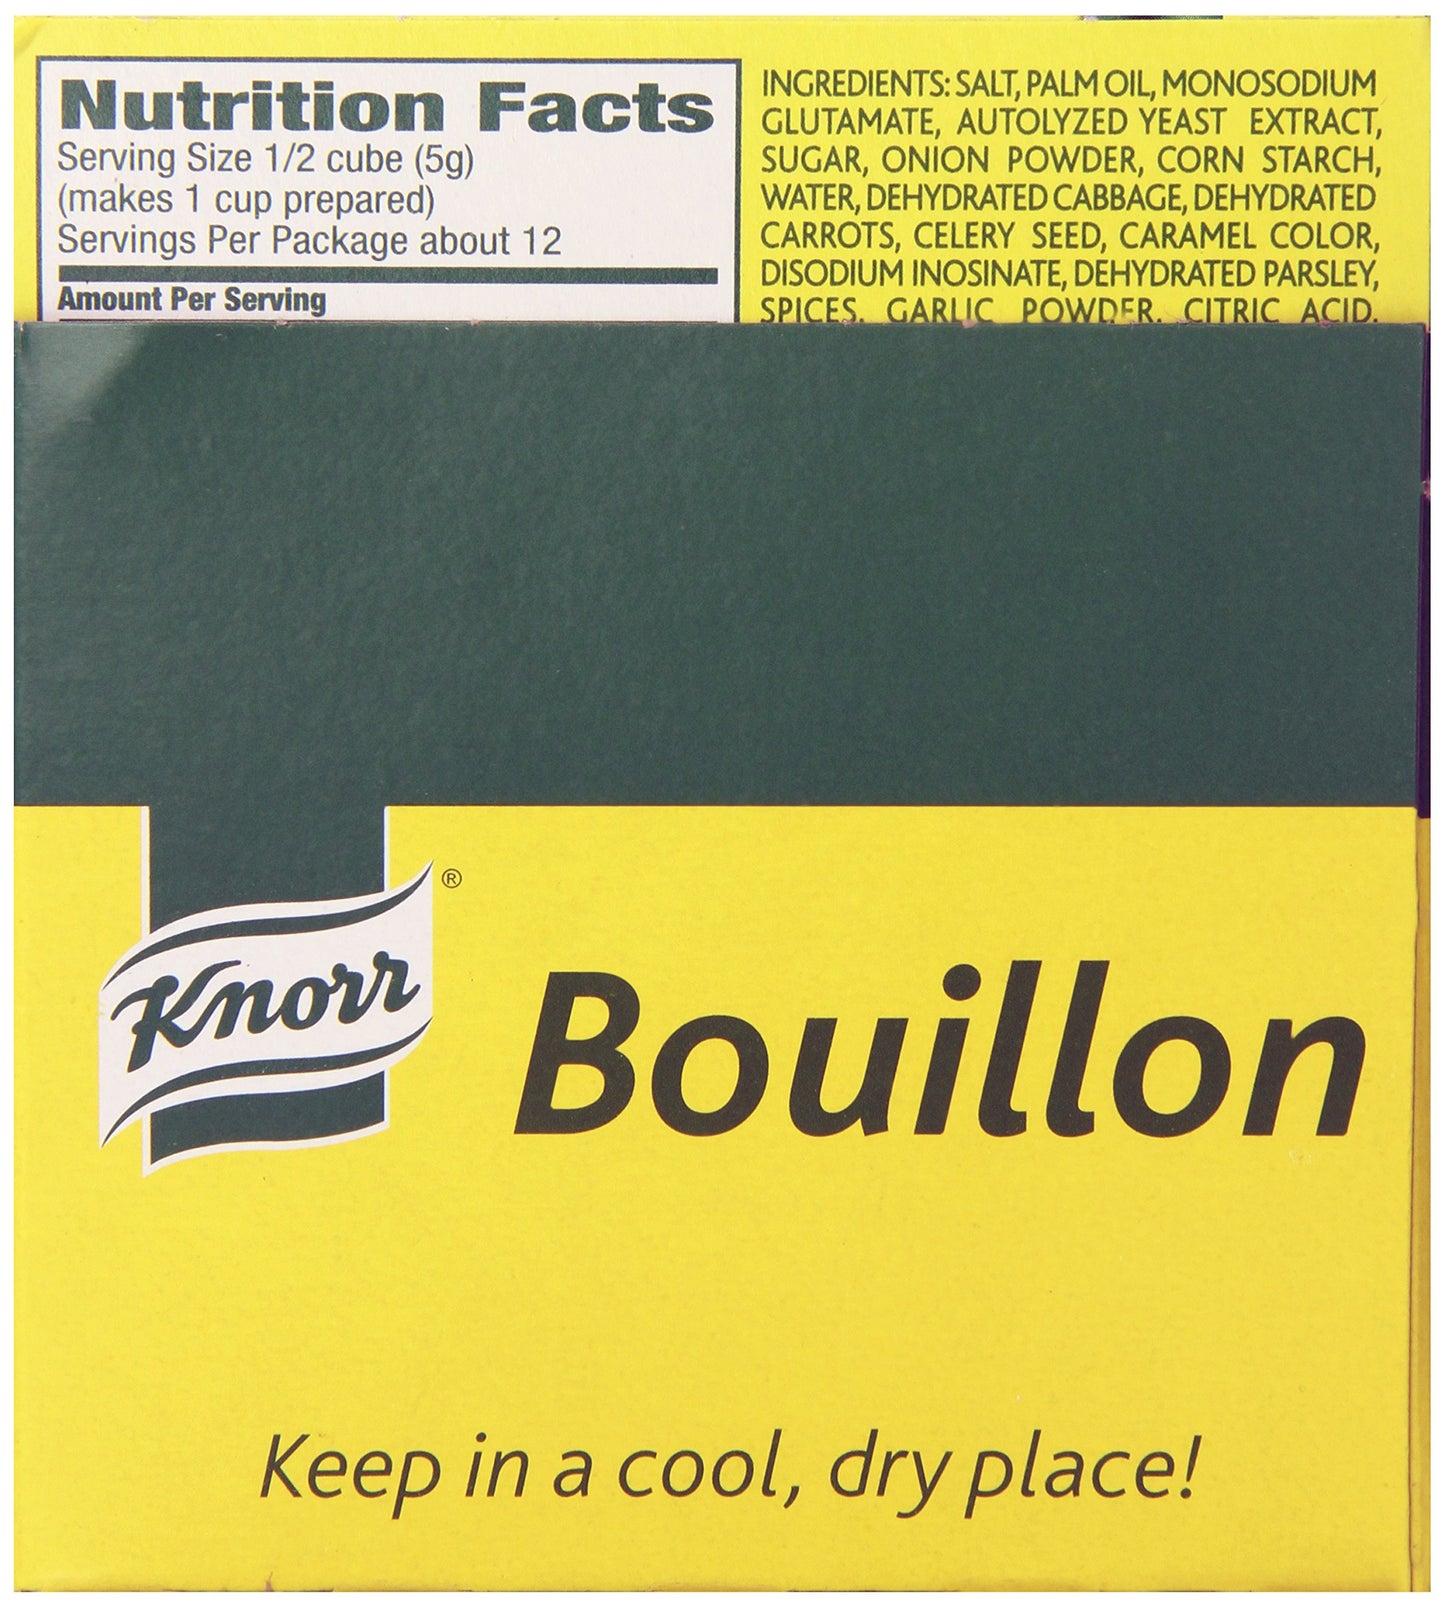 Nutrition Facts
Serving Size 1/2 cube (5g)
(makes 1 cup prepared)
Servings Per Package about 12
Amount Per Serving
INGREDIENTS: SALT, PALM OIL, MONOSODIUM
GLUTAMATE, AUTOLYZED YEAST EXTRACT,
SUGAR, ONION POWDER, CORN STARCH,
WATER, DEHYDRATED CABBAGE, DEHYDRATED
CARROTS, CELERY SEED, CARAMEL COLOR,
DISODIUM INOSINATE, DEHYDRATED PARSLEY,
SPICES, GARLIC POWDER, CITRIC ACID,
Knorr®
Bouillon
Keep in a cool, dry place!